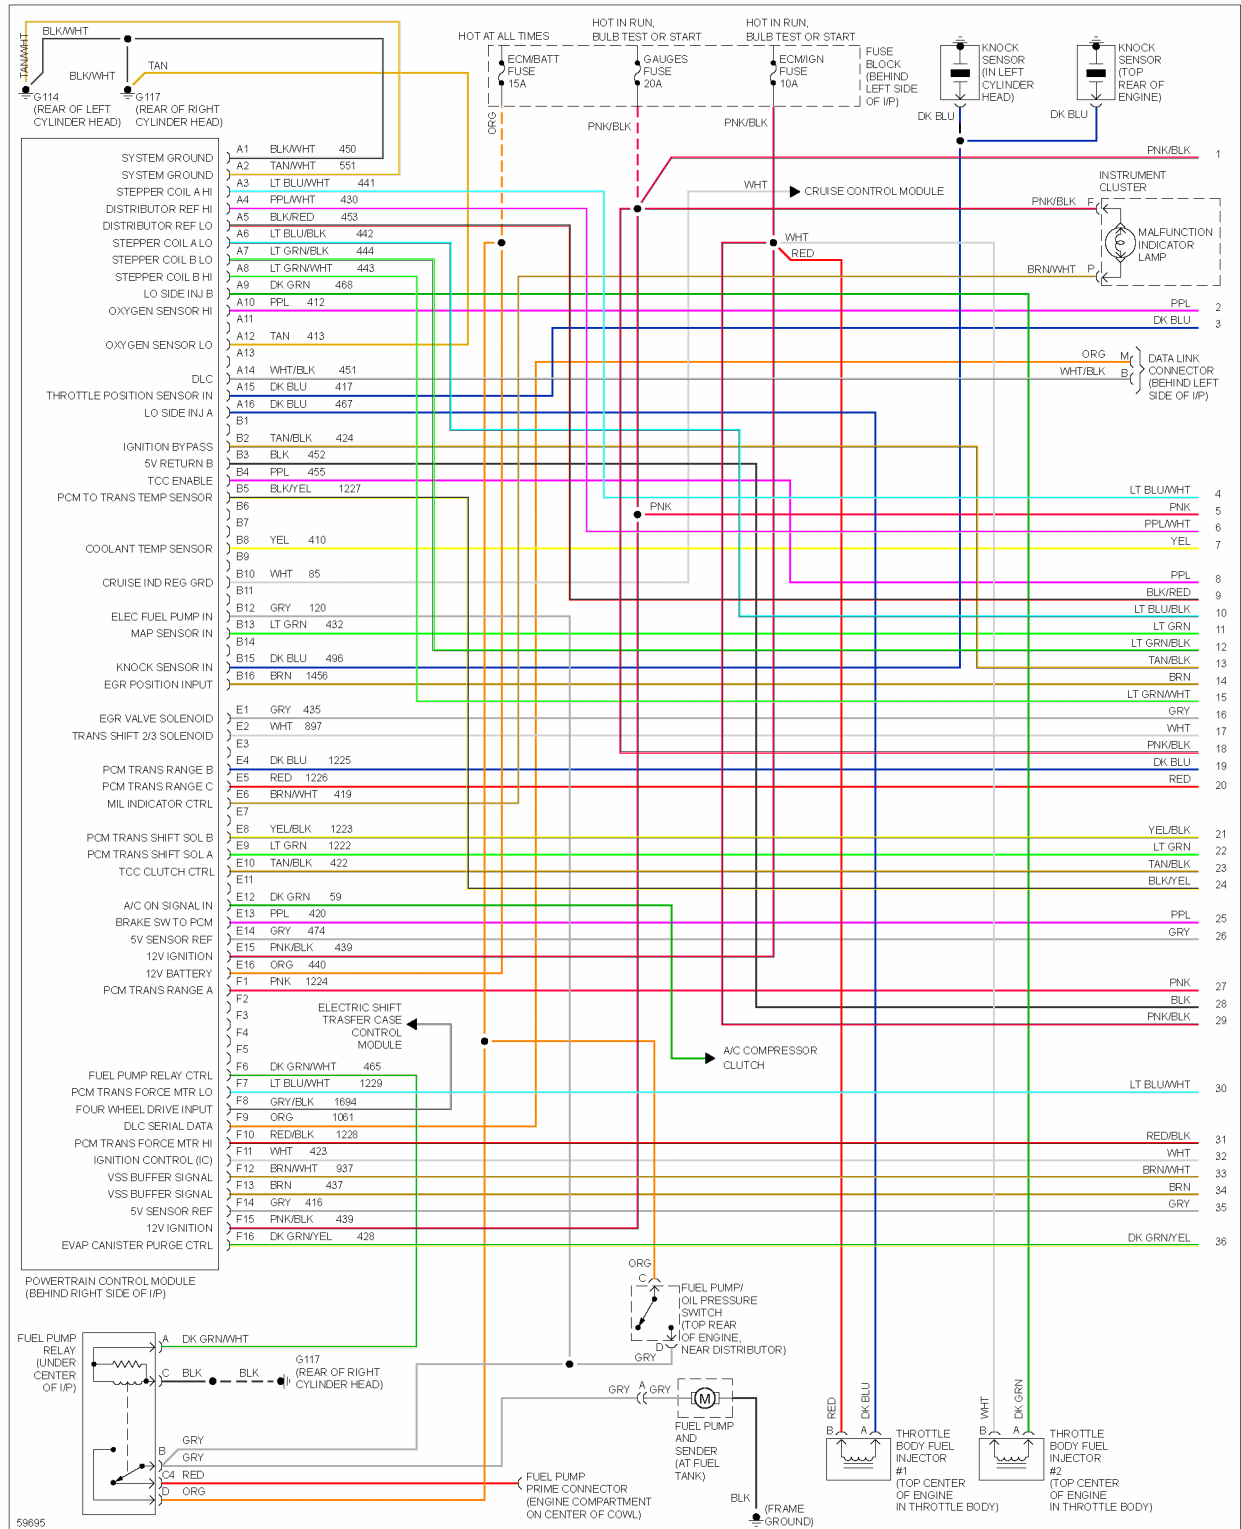 BLK/WHT
TAN/WHT
BLK/WHT
TAN
G114
(REAR OF LEFT
CYLINDER HEAD)
G117
(REAR OF RIGHT
CYLINDER HEAD)
HOT AT ALL TIMES
HOT IN RUN,
BULB TEST OR START
HOT IN RUN,
BULB TEST OR START
ECM/BATT
FUSE
15A
GAUGES
FUSE
20A
ECM/IGN
FUSE
10A
FUSE
BLOCK
(BEHIND
LEFT SIDE
OF I/P)
KNOCK
SENSOR
(IN LEFT
CYLINDER
HEAD)
KNOCK
SENSOR
(TOP
REAR OF
ENGINE)
ORG
PNK/BLK
PNK/BLK
DK BLU
DK BLU
SYSTEM GROUND A1 BLK/WHT 450
SYSTEM GROUND A2 TAN/WHT 551
STEPPER COIL A HI A3 LT BLU/WHT 441
DISTRIBUTOR REF HI A4 PPL/WHT 430
DISTRIBUTOR REF LO A5 BLK/RED 453
STEPPER COIL A LO A6 LT BLU/BLK 442
STEPPER COIL B LO A7 LT GRN/BLK 444
STEPPER COIL B HI A8 LT GRN/WHT 443
LO SIDE INJ B A9 DK GRN 468
OXYGEN SENSOR HI A10 PPL 412
A11
OXYGEN SENSOR LO A12 TAN 413
A13
DLC A14 WHT/BLK 451
THROTTLE POSITION SENSOR IN A15 DK BLU 417
LO SIDE INJ A A16 DK BLU 467
B1
IGNITION BYPASS B2 TAN/BLK 424
5V RETURN B B3 BLK 452
TCC ENABLE B4 PPL 455
PCM TO TRANS TEMP SENSOR B5 BLK/YEL 1227
B6
B7
COOLANT TEMP SENSOR B8 YEL 410
B9
CRUISE IND REG GRD B10 WHT 85
B11
ELEC FUEL PUMP IN B12 GRY 120
MAP SENSOR IN B13 LT GRN 432
B14
KNOCK SENSOR IN B15 DK BLU 496
EGR POSITION INPUT B16 BRN 1456
EGR VALVE SOLENOID E1 GRY 435
TRANS SHIFT 2/3 SOLENOID E2 WHT 897
E3
PCM TRANS RANGE B E4 DK BLU 1225
PCM TRANS RANGE C E5 RED 1226
MIL INDICATOR CTRL E6 BRN/WHT 419
E7
PCM TRANS SHIFT SOL B E8 YEL/BLK 1223
PCM TRANS SHIFT SOL A E9 LT GRN 1222
TCC CLUTCH CTRL E10 TAN/BLK 422
E11
A/C ON SIGNAL IN E12 DK GRN 59
BRAKE SW TO PCM E13 PPL 420
5V SENSOR REF E14 GRY 474
12V IGNITION E15 PNK/BLK 439
12V BATTERY E16 ORG 440
PCM TRANS RANGE A F1 PNK 1224
F2
F3
F4
F5
FUEL PUMP RELAY CTRL F6 DK GRN/WHT 465
PCM TRANS FORCE MTR LO F7 LT BLU/WHT 1229
FOUR WHEEL DRIVE INPUT F8 GRY/BLK 1694
DLC SERIAL DATA F9 ORG 1061
PCM TRANS FORCE MTR HI F10 RED/BLK 1228
IGNITION CONTROL (IC) F11 WHT 423
VSS BUFFER SIGNAL F12 BRN/WHT 937
VSS BUFFER SIGNAL F13 BRN 437
5V SENSOR REF F14 GRY 416
12V IGNITION F15 PNK/BLK 439
EVAP CANISTER PURGE CTRL F16 DK GRN/YEL 428
POWERTRAIN CONTROL MODULE
(BEHIND RIGHT SIDE OF I/P)
WHT
CRUISE CONTROL MODULE
WHT
RED
PNK
ELECTRIC SHIFT
TRASFER CASE
CONTROL
MODULE
A/C COMPRESSOR
CLUTCH
PNK/BLK 1
INSTRUMENT
CLUSTER
PNK/BLK F
MALFUNCTION
INDICATOR
LAMP
BRN/WHT P
PPL 2
DK BLU 3
ORG M
WHT/BLK B
DATA LINK
CONNECTOR
(BEHIND LEFT
SIDE OF I/P)
LT BLU/WHT 4
PNK 5
PPL/WHT 6
YEL 7
PPL 8
BLK/RED 9
LT BLU/BLK 10
LT GRN 11
LT GRN/BLK 12
TAN/BLK 13
BRN 14
LT GRN/WHT 15
GRY 16
WHT 17
PNK/BLK 18
DK BLU 19
RED 20
YEL/BLK 21
LT GRN 22
TAN/BLK 23
BLK/YEL 24
PPL 25
GRY 26
PNK 27
BLK 28
PNK/BLK 29
LT BLU/WHT 30
RED/BLK 31
WHT 32
BRN/WHT 33
BRN 34
GRY 35
DK GRN/YEL 36
ORG
C
FUEL PUMP/
OIL PRESSURE
SWITCH
(TOP REAR
OF ENGINE,
NEAR DISTRIBUTOR)
D
GRY
FUEL PUMP
RELAY
(UNDER
CENTER
OF I/P)
A DK GRN/WHT
C BLK BLK
G117
(REAR OF RIGHT
CYLINDER HEAD)
B GRY
GRY
C4 RED
D ORG
GRY A GRY
M
FUEL PUMP
AND
SENDER
(AT FUEL
TANK)
FUEL PUMP
PRIME CONNECTOR
(ENGINE COMPARTMENT
ON CENTER OF COWL)
BLK
(FRAME
GROUND)
RED
DK BLU
B A
THROTTLE
BODY FUEL
INJECTOR
#1
(TOP CENTER
OF ENGINE
IN THROTTLE BODY)
WHT
DK GRN
B A
THROTTLE
BODY FUEL
INJECTOR
#2
(TOP CENTER
OF ENGINE
IN THROTTLE BODY)
59695